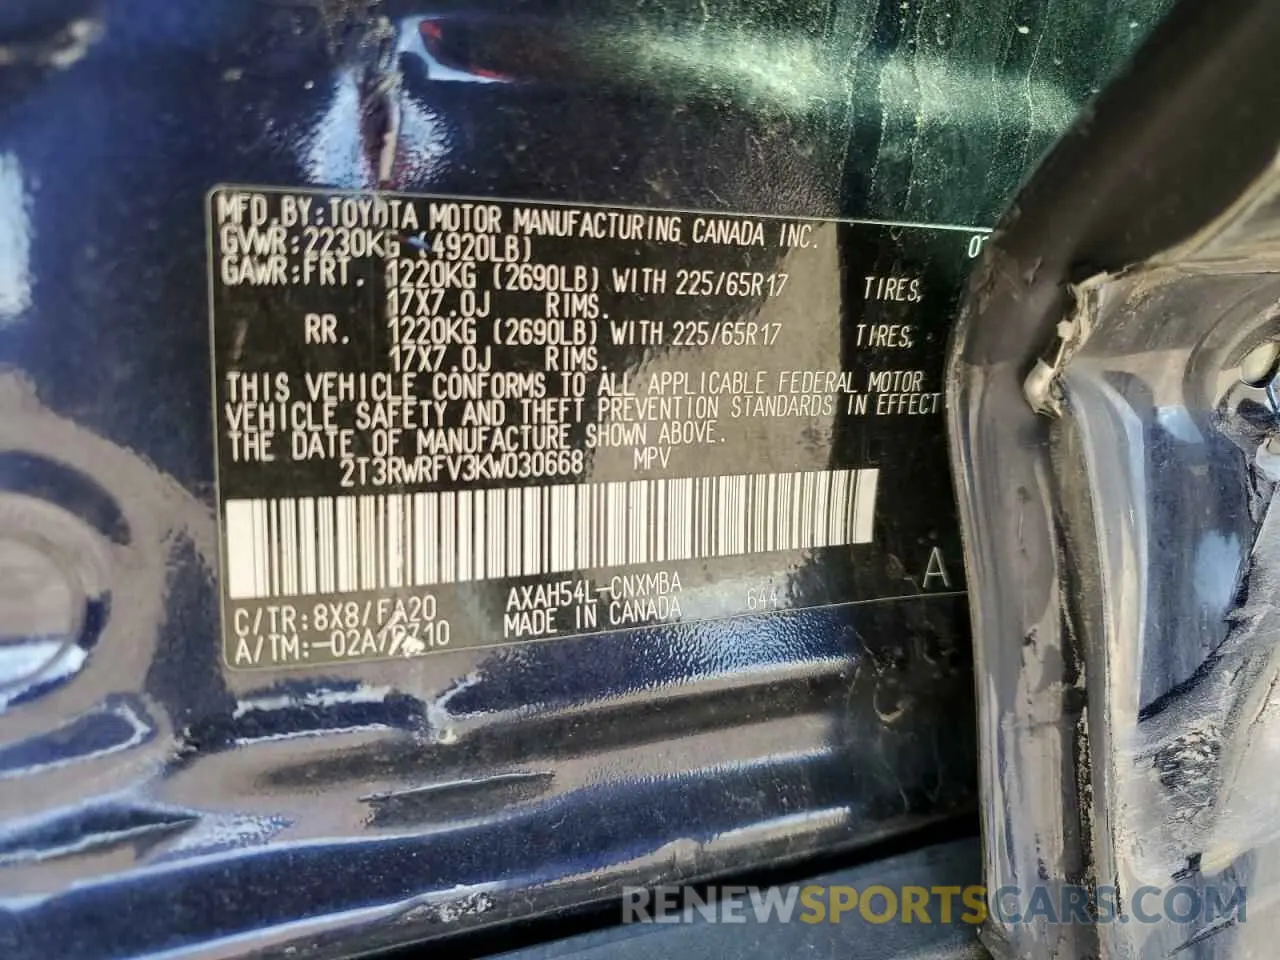 MFD.BY:TOYOTA MOTOR MANUFACTURING CANADA INC.
GVWR:2230KG (4920LB)
GAWR:FRT. 1220KG (2690LB) WITH 225/65R17 TIRES,
17X7.0J RIMS.
RR. 1220KG (2690LB) WITH 225/65R17 TIRES,
17X7.0J RIMS.
THIS VEHICLE CONFORMS TO ALL APPLICABLE FEDERAL MOTOR
VEHICLE SAFETY AND THEFT PREVENTION STANDARDS IN EFFECT
THE DATE OF MANUFACTURE SHOWN ABOVE.
2T3RWRFV3KW030668 MPV
A
C/TR:8X8/FA20 AXAH54L-CNXMBA 644
A/TM: MADE IN CANADA
RENEWSPORTSCARS.COM